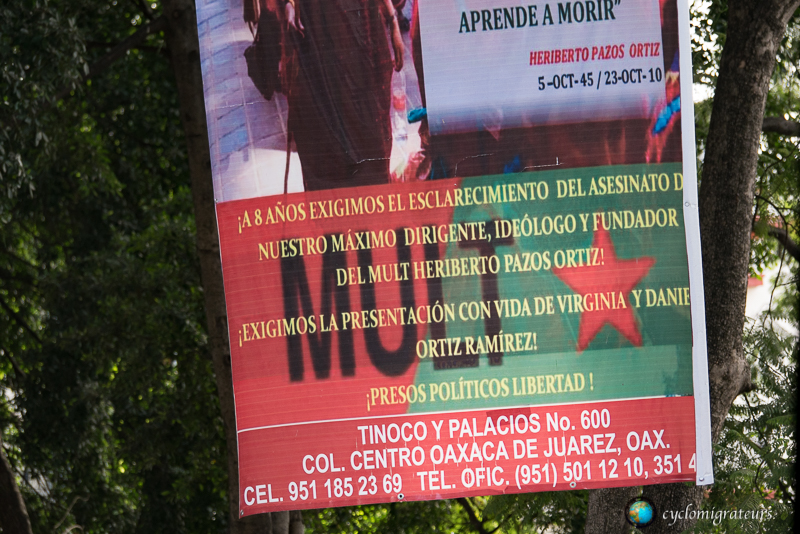 APRENDE A MORIR"
HERIBERTO PAZOS ORTIZ
5-OCT-45 / 23-OCT-10
¡A 8 AÑOS EXIGIMOS EL ESCLARECIMIENTO DEL ASESINATO D
NUESTRO MÁXIMO DIRIGENTE, IDEÓLOGO Y FUNDADOR
DEL MULT HERIBERTO PAZOS ORTIZ!
MULT
¡EXIGIMOS LA PRESENTACIÓN CON VIDA DE VIRGINIA Y DANIE
ORTIZ RAMÍREZ!
¡PRESOS POLÍTICOS LIBERTAD !
TINOCO Y PALACIOS No. 600
COL. CENTRO OAXACA DE JUAREZ, OAX.
CEL. 951 185 23 69 TEL. OFIC. (951) 501 12 10, 351 4
cyclomigrateurs.